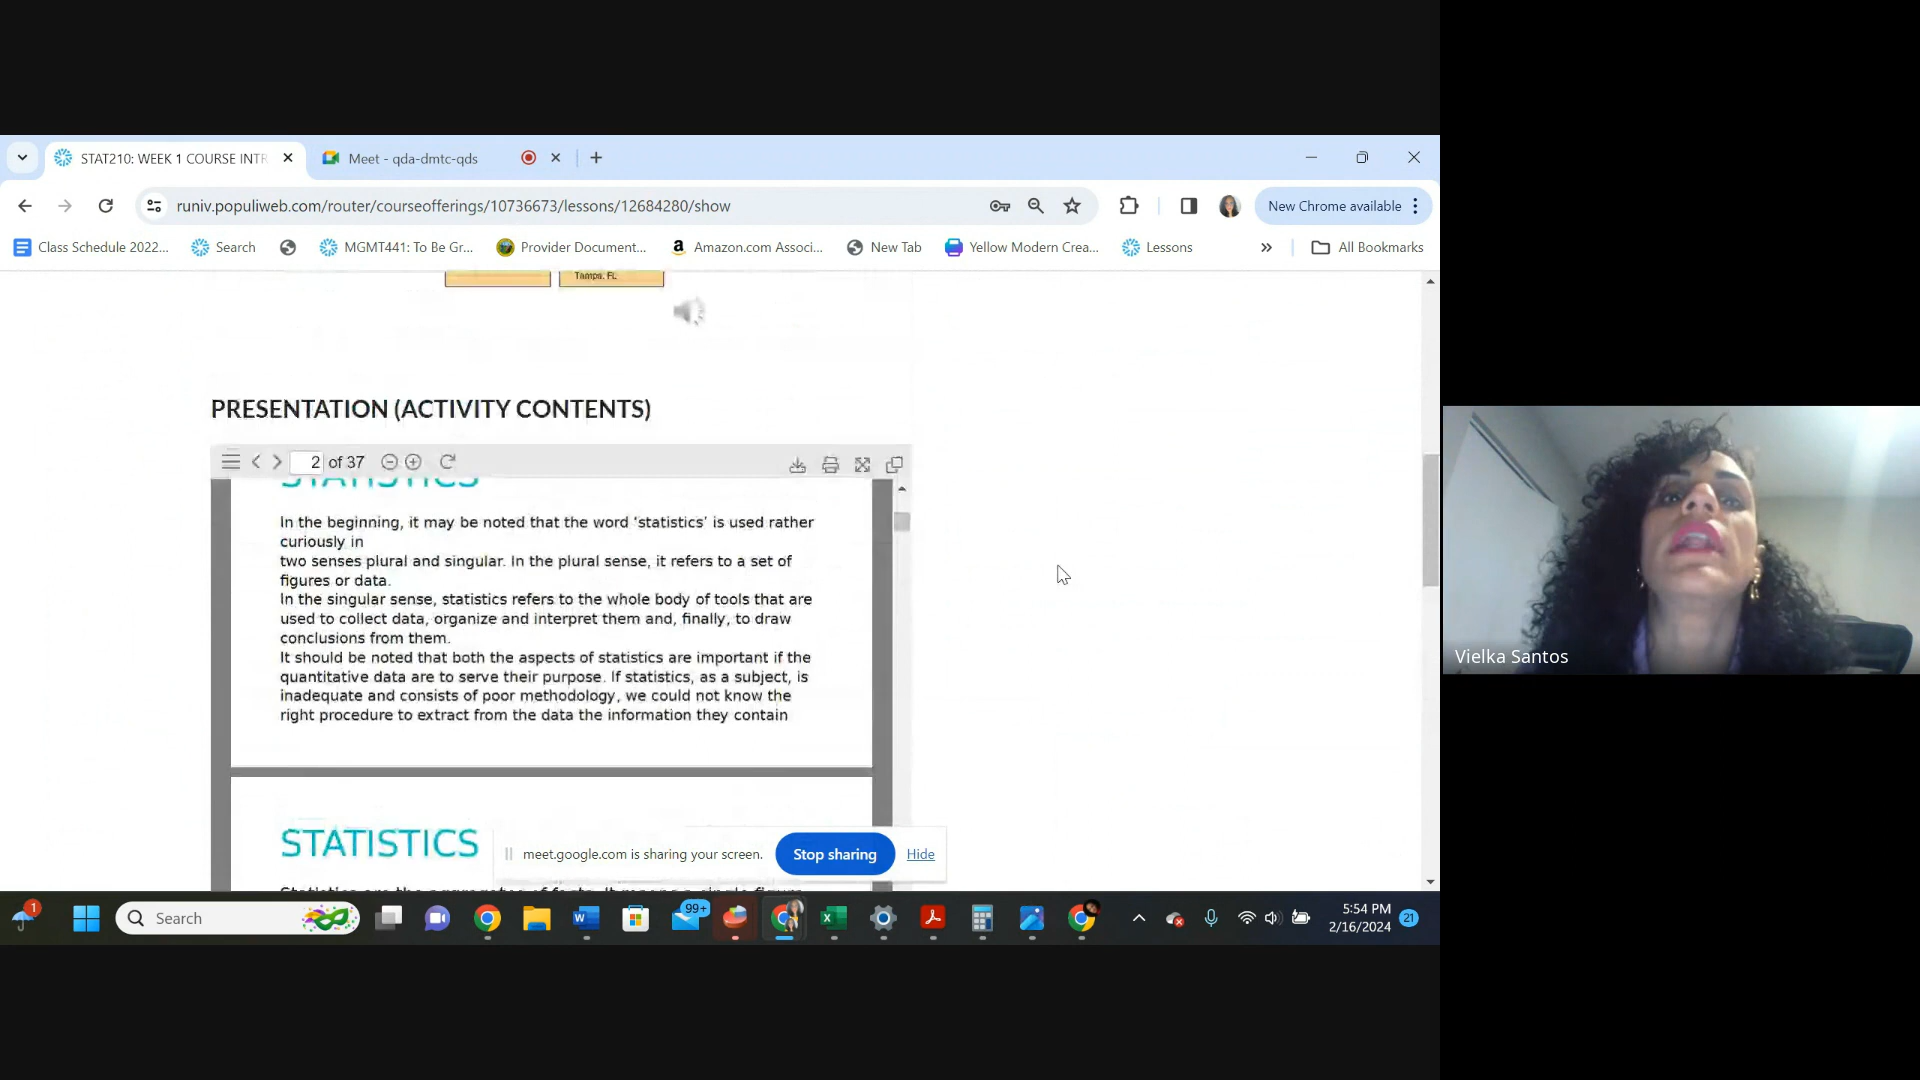 STAT210: WEEK 1 COURSE INTR
Meet - qda-dmtc-qds
runiv.populiweb.com/router/courseofferings/10736673/lessons/12684280/show
New Chrome available
Class Schedule 2022...
Search
MGMT441: To Be Gr...
Provider Document...
Amazon.com Associ...
New Tab
Yellow Modern Crea...
Lessons
All Bookmarks
Tampa, FL
PRESENTATION (ACTIVITY CONTENTS)
2 of 37
STATISTICS
In the beginning, it may be noted that the word ‘statistics’ is used rather
curiously in
two senses plural and singular. In the plural sense, it refers to a set of
figures or data.
In the singular sense, statistics refers to the whole body of tools that are
used to collect data, organize and interpret them and, finally, to draw
conclusions from them.
It should be noted that both the aspects of statistics are important if the
quantitative data are to serve their purpose. If statistics, as a subject, is
inadequate and consists of poor methodology, we could not know the
right procedure to extract from the data the information they contain
STATISTICS
meet.google.com is sharing your screen.
Stop sharing
Hide
Vielka Santos
1
Search
99+
5:54 PM
2/16/2024
21